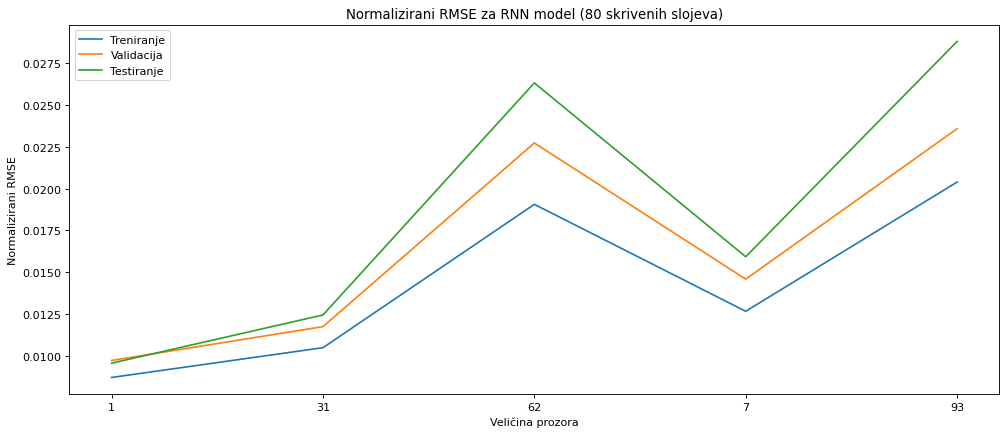 Normalizirani RMSE za RNN model (80 skrivenih slojeva)
Treniranje
Validacija
Testiranje
0.0275
0.0250
0.0225
0.0200
0.0175
0.0150
0.0125
0.0100
Normalizirani RMSE
1 31 62 7 93
Veličina prozora